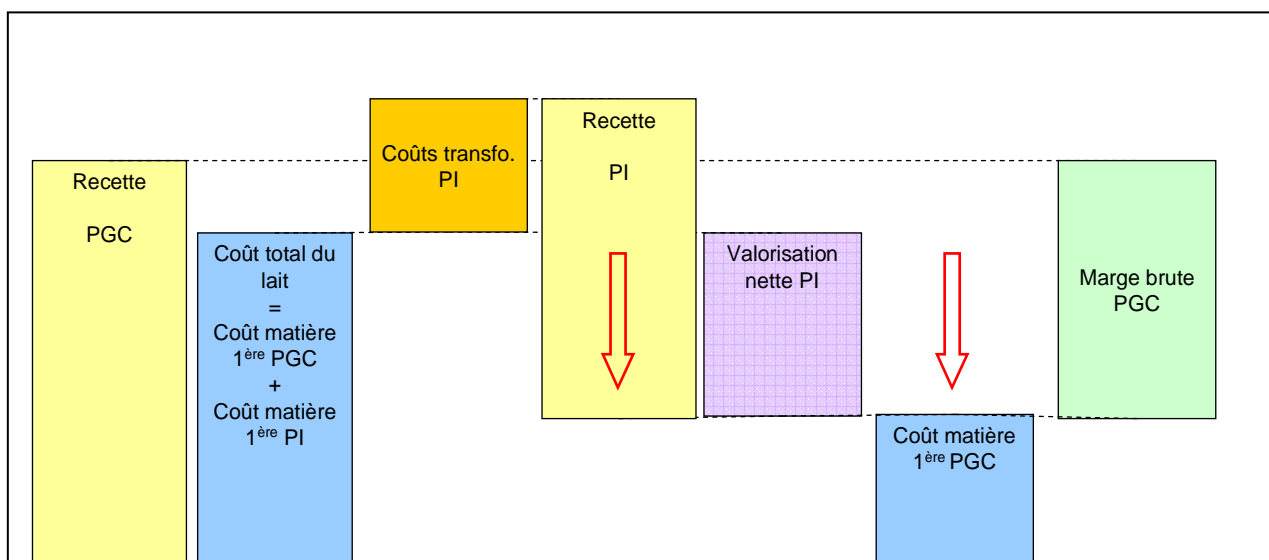 Recette
PGC
Coût total du
lait
=
Coût matière
1ère PGC
+
Coût matière
1ère PI
Coûts transfo.
PI
Recette
PI
Valorisation
nette PI
Coût matière
1ère PGC
Marge brute
PGC